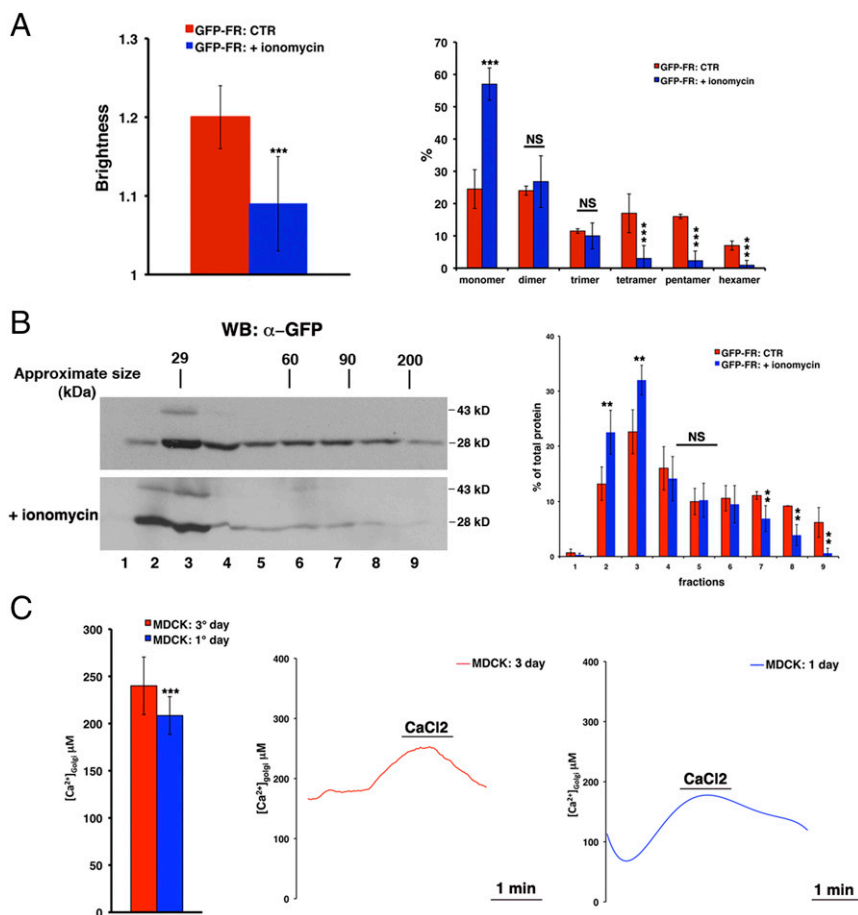 A
GFP-FR: CTR
GFP-FR: + ionomycin
Brightness
1.3
1.2
1.1
1
***
GFP-FR: CTR
GFP-FR: + ionomycin
%
70
60
50
40
30
20
10
0
***
NS
NS
***
***
***
monomer dimer trimer tetramer pentamer hexamer
B
WB: α-GFP
Approximate size (kDa)
29 60 90 200
43 kD
28 kD
+ ionomycin
43 kD
28 kD
1 2 3 4 5 6 7 8 9
GFP-FR: CTR
GFP-FR: + ionomycin
% of total protein
40
30
20
10
0
**
**
NS
**
**
**
1 2 3 4 5 6 7 8 9
fractions
C
MDCK: 3° day
MDCK: 1° day
[Ca²⁺]Golgi µM
300
250
200
150
100
50
0
***
MDCK: 3 day
[Ca²⁺]golgi µM
400
300
200
100
0
CaCl2
1 min
MDCK: 1 day
[Ca²⁺]Golgi µM
400
300
200
100
0
CaCl2
1 min